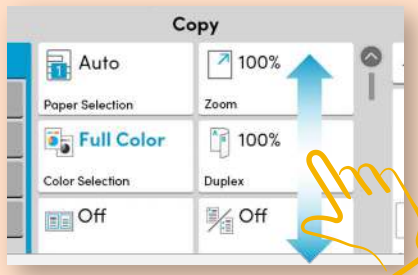 Copy
Auto
100%
Paper Selection
Zoom
Full Color
100%
Color Selection
Duplex
Off
Off